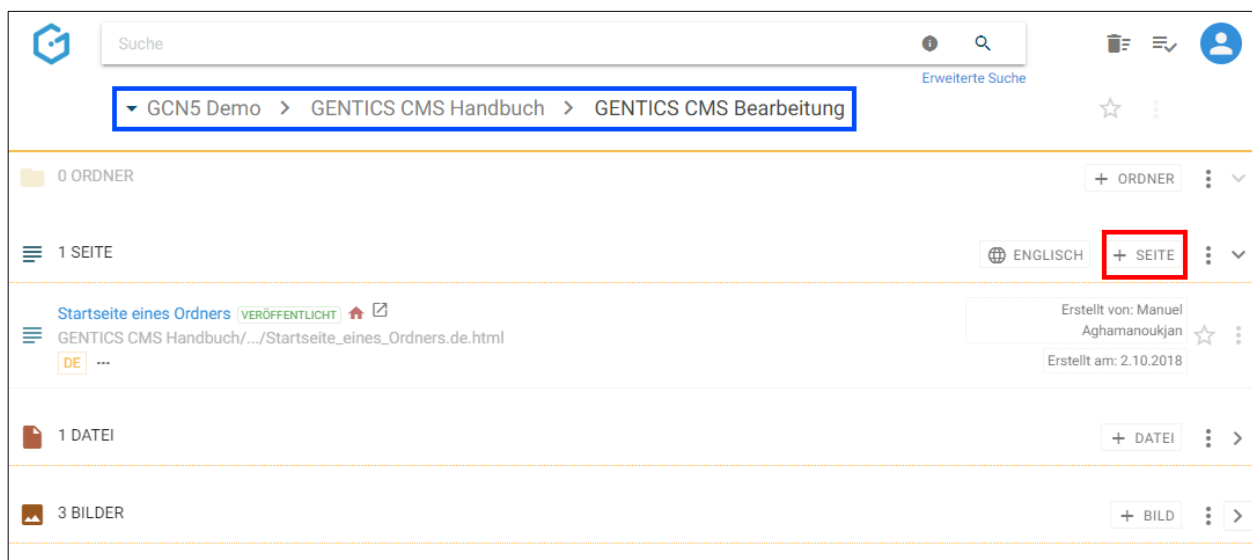 Suche
Erweiterte Suche
GCN5 Demo > GENTICS CMS Handbuch > GENTICS CMS Bearbeitung
0 ORDNER + ORDNER
1 SEITE ENGLISCH + SEITE
Startseite eines Ordners VERÖFFENTLICHT
GENTICS CMS Handbuch/.../Startseite_eines_Ordners.de.html
DE ...
Erstellt von: Manuel
Aghamanoukjan
Erstellt am: 2.10.2018
1 DATEI + DATEI
3 BILDER + BILD